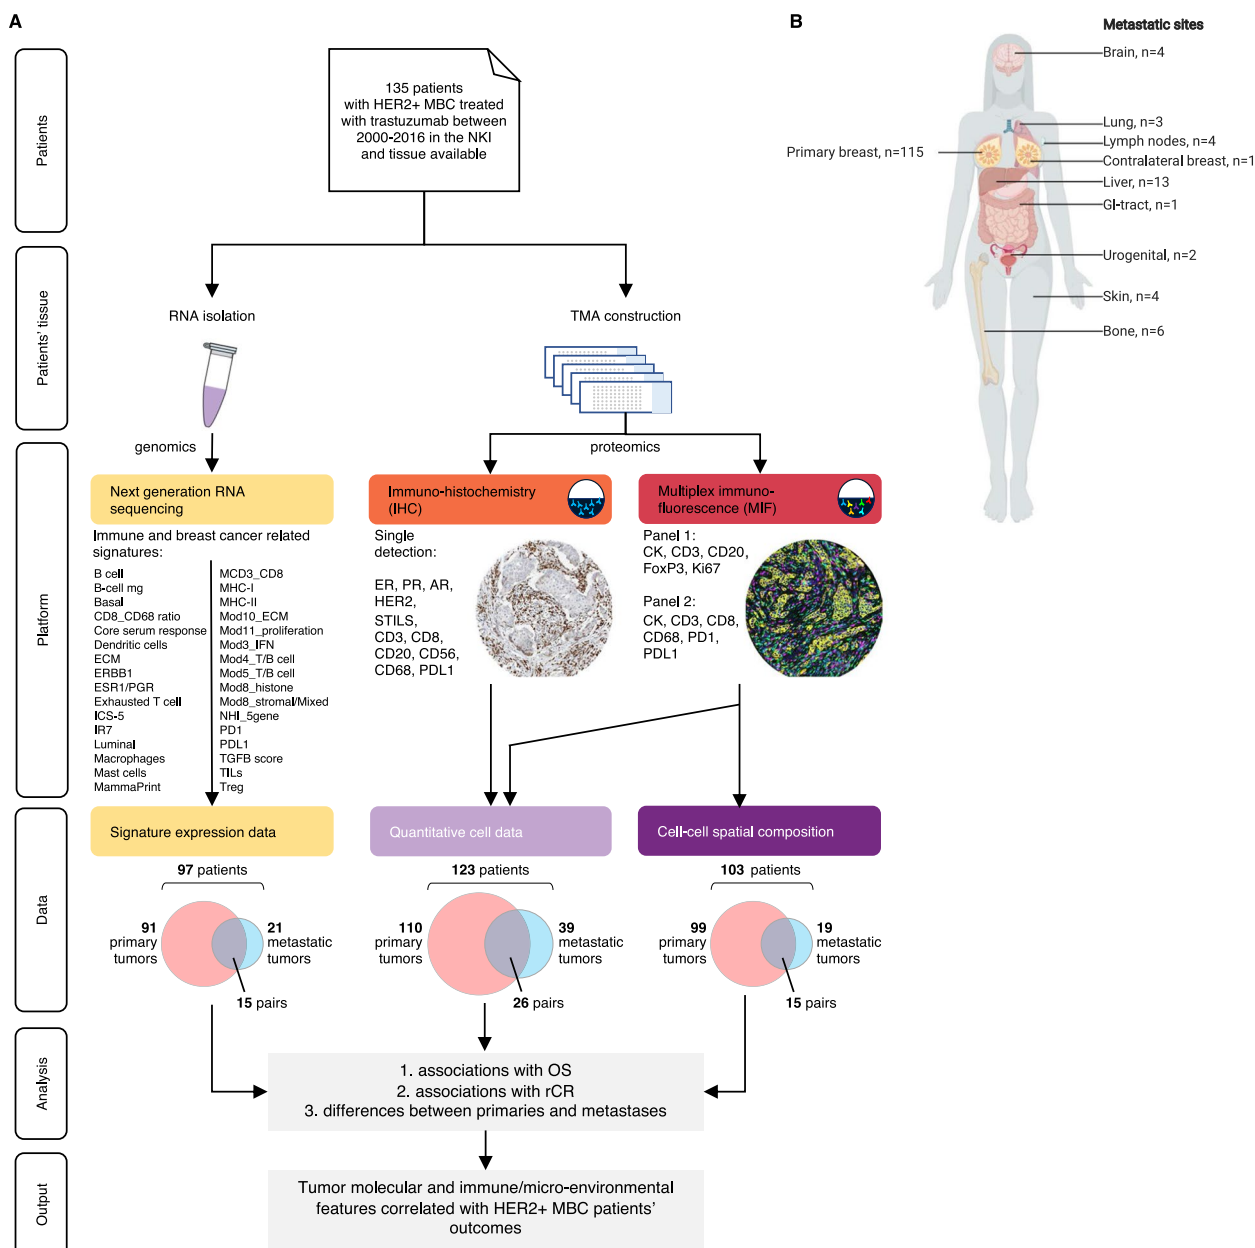 A
Patients
Patients' tissue
Platform
Data
Analysis
Output
135 patients
with HER2+ MBC treated
with trastuzumab between
2000-2016 in the NKI
and tissue available
RNA isolation
TMA construction
genomics
proteomics
Next generation RNA
sequencing
Immune and breast cancer related
signatures:
B cell
B-cell mg
Basal
CD8_CD68 ratio
Core serum response
Dendritic cells
ECM
ERBB1
ESR1/PGR
Exhausted T cell
ICS-5
IR7
Luminal
Macrophages
Mast cells
MammaPrint
MCD3_CD8
MHC-I
MHC-II
Mod10_ECM
Mod11_proliferation
Mod3_IFN
Mod4_T/B cell
Mod5_T/B cell
Mod8_histone
Mod8_stromal/Mixed
NHI_5gene
PD1
PDL1
TGFB score
TILs
Treg
Immuno-histochemistry
(IHC)
Single
detection:
ER, PR, AR,
HER2,
STILS,
CD3, CD8,
CD20, CD56,
CD68, PDL1
Multiplex immuno-
fluorescence (MIF)
Panel 1:
CK, CD3, CD20,
FoxP3, Ki67
Panel 2:
CK, CD3, CD8,
CD68, PD1,
PDL1
Signature expression data
Quantitative cell data
Cell-cell spatial composition
97 patients
91
primary
tumors
21
metastatic
tumors
15 pairs
123 patients
110
primary
tumors
39
metastatic
tumors
26 pairs
103 patients
99
primary
tumors
19
metastatic
tumors
15 pairs
1. associations with OS
2. associations with rCR
3. differences between primaries and metastases
Tumor molecular and immune/micro-environmental
features correlated with HER2+ MBC patients'
outcomes
B
Metastatic sites
Brain, n=4
Lung, n=3
Lymph nodes, n=4
Primary breast, n=115
Contralateral breast, n=1
Liver, n=13
GI-tract, n=1
Urogenital, n=2
Skin, n=4
Bone, n=6